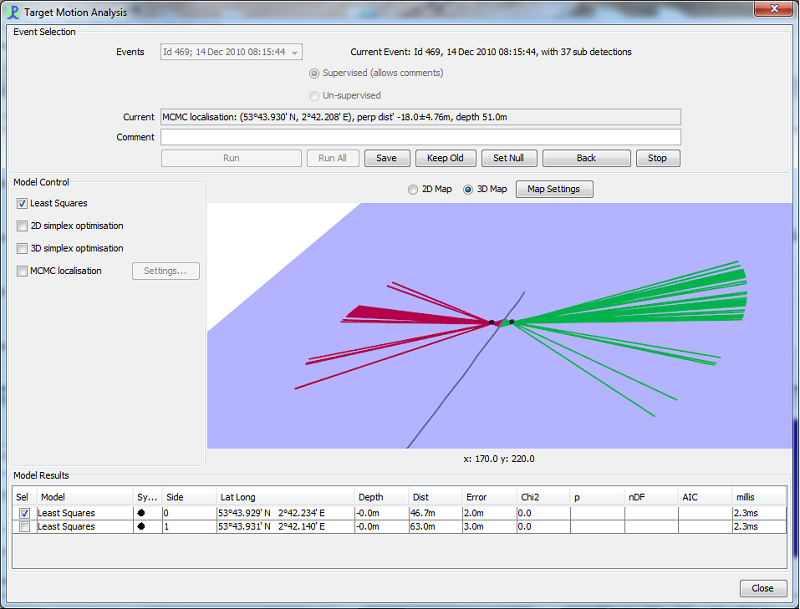 Target Motion Analysis
Event Selection
Events Id 469; 14 Dec 2010 08:15:44 Current Event: Id 469, 14 Dec 2010 08:15:44, with 37 sub detections
Supervised (allows comments)
Un-supervised
Current MCMC localisation: (53°43.930' N, 2°42.208' E), perp dist' -18.0±4.76m, depth 51.0m
Comment
Run Run All Save Keep Old Set Null Back Stop
Model Control
2D Map 3D Map Map Settings
Least Squares
2D simplex optimisation
3D simplex optimisation
MCMC localisation Settings...
x: 170.0 y: 220.0
Model Results
Sel Model Sy... Side Lat Long Depth Dist Error Chi2 p nDF AIC millis
Least Squares 0 53°43.929' N 2°42.234' E -0.0m 46.7m 2.0m 0.0 2.3ms
Least Squares 1 53°43.931' N 2°42.140' E -0.0m 63.0m 3.0m 0.0 2.3ms
Close